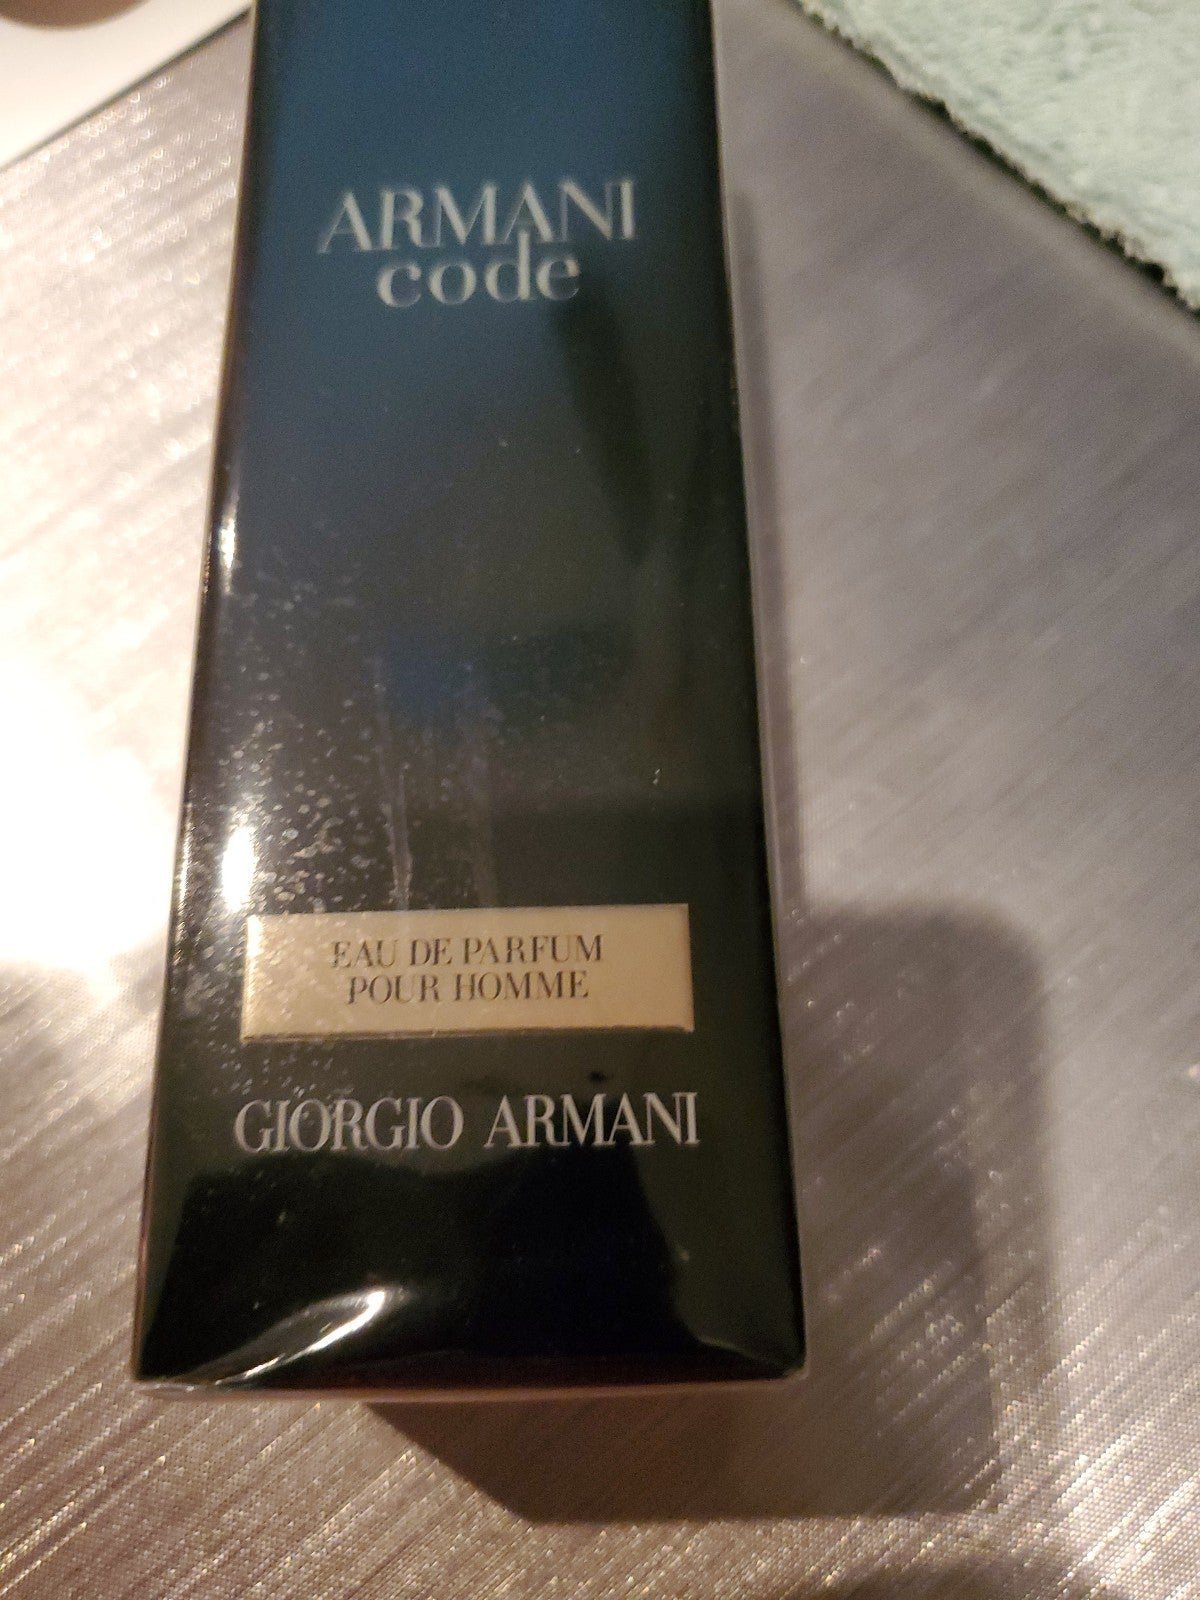 ARMANI
code
EAU DE PARFUM
POUR HOMME
GIORGIO ARMANI